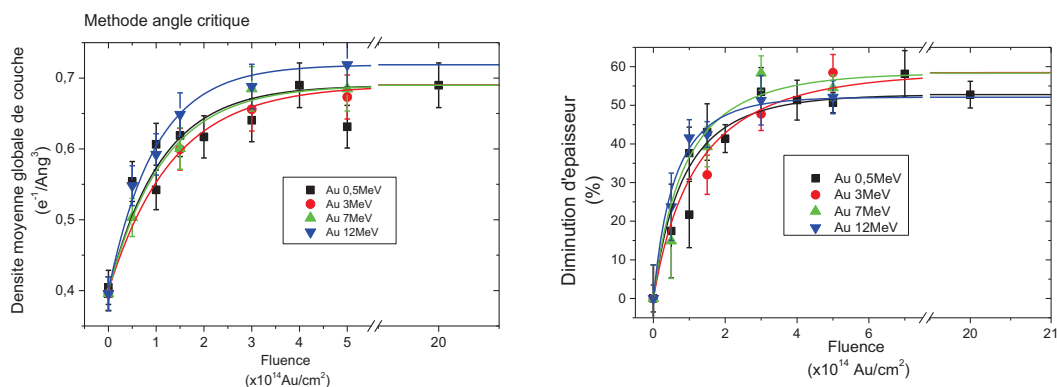 Methode angle critique
Densite moyenne globale de couche
(e⁻¹/Ang³)
0,7
0,6
0,5
0,4
Au 0,5MeV
Au 3MeV
Au 7MeV
Au 12MeV
0 1 2 3 4 5 20
Fluence
(x10¹⁴Au/cm²)
Diminution d'epaisseur
(%)
60
50
40
30
20
10
0
Au 0,5MeV
Au 3MeV
Au 7MeV
Au 12MeV
0 2 4 6 20 21
Fluence
(x10¹⁴ Au/cm²)